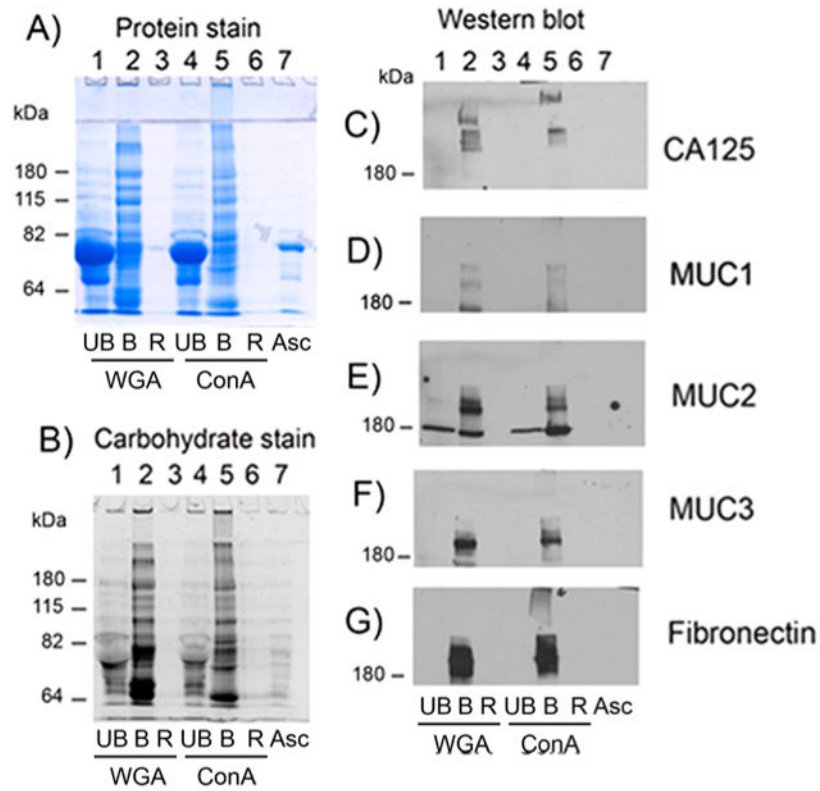 A) Protein stain
1 2 3 4 5 6 7
kDa
180
115
82
64
UB B R UB B R Asc
WGA ConA
B) Carbohydrate stain
1 2 3 4 5 6 7
kDa
180
115
82
64
UB B R UB B R Asc
WGA ConA
Western blot
1 2 3 4 5 6 7
kDa
C) CA125
180
D) MUC1
180
E) MUC2
180
F) MUC3
180
G) Fibronectin
180
UB B R UB B R Asc
WGA ConA